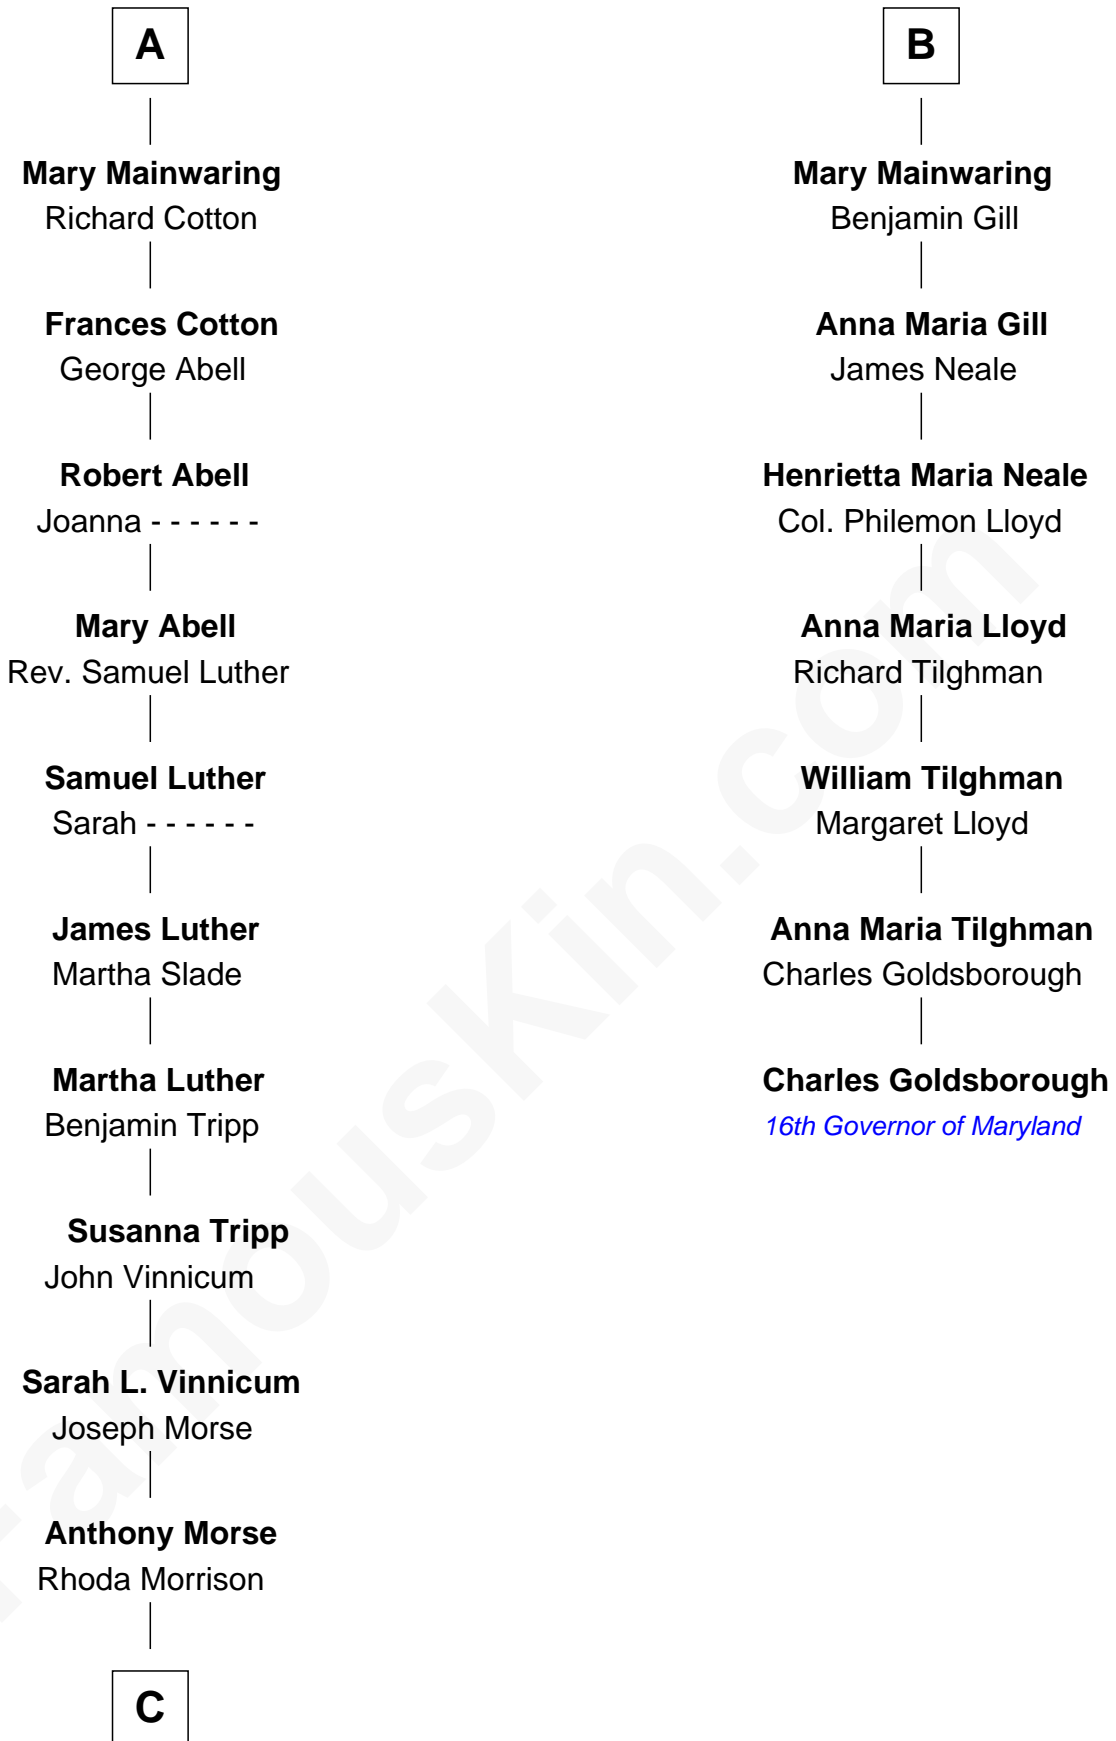 A
Mary Mainwaring
Richard Cotton
Frances Cotton
George Abell
Robert Abell
Joanna - - - - - -
Mary Abell
Rev. Samuel Luther
Samuel Luther
Sarah - - - - - -
James Luther
Martha Slade
Martha Luther
Benjamin Tripp
Susanna Tripp
John Vinnicum
Sarah L. Vinnicum
Joseph Morse
Anthony Morse
Rhoda Morrison
C
B
Mary Mainwaring
Benjamin Gill
Anna Maria Gill
James Neale
Henrietta Maria Neale
Col. Philemon Lloyd
Anna Maria Lloyd
Richard Tilghman
William Tilghman
Margaret Lloyd
Anna Maria Tilghman
Charles Goldsborough
Charles Goldsborough
16th Governor of Maryland
FamousKin.com